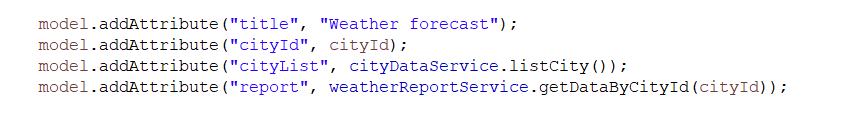 model.addAttribute("title", "Weather forecast");
model.addAttribute("cityId", cityId);
model.addAttribute("cityList", cityDataService.listCity());
model.addAttribute("report", weatherReportService.getDataByCityId(cityId));